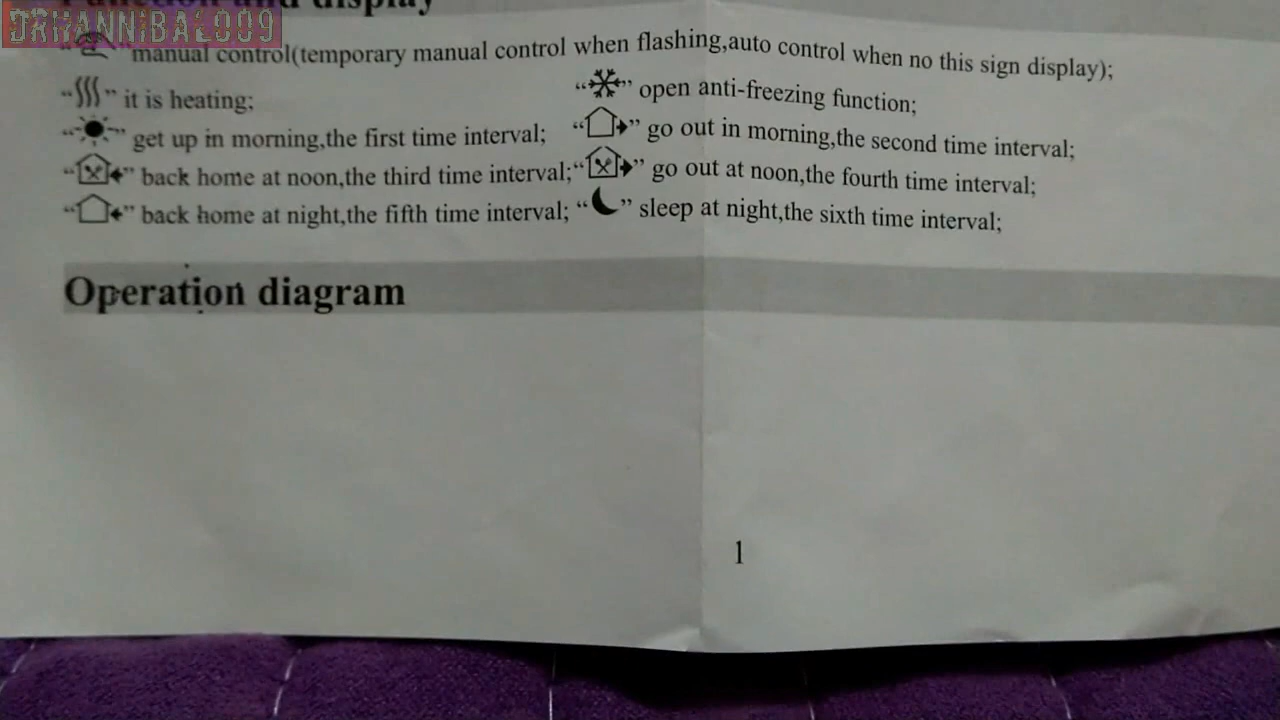 DRHANNIBAL009
Function and display
“ ”manual control(temporary manual control when flashing,auto control when no this sign display);
“ ” it is heating; “ ” open anti-freezing function;
“ ” get up in morning,the first time interval; “ ” go out in morning,the second time interval;
“ ” back home at noon,the third time interval;“ ” go out at noon,the fourth time interval;
“ ” back home at night,the fifth time interval; “ ” sleep at night,the sixth time interval;
Operation diagram
1